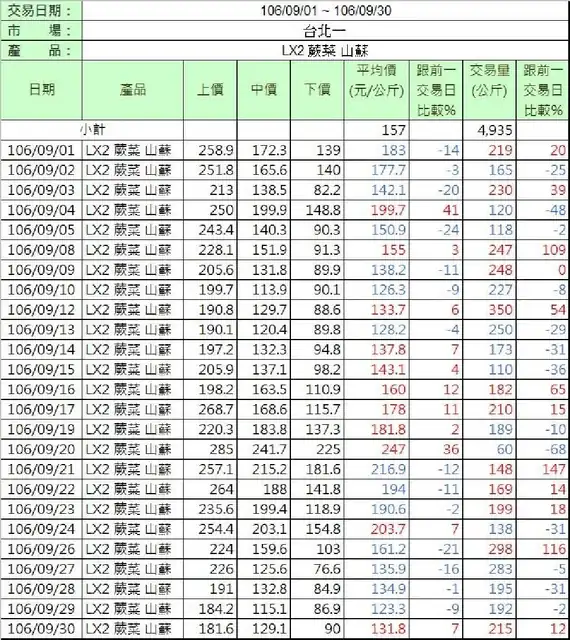 交易日期： 106/09/01 ~ 106/09/30
市　場： 台北一
產　品： LX2 蕨菜 山蘇
日期 產品 上價 中價 下價 平均價(元/公斤) 跟前一交易日比較% 交易量(公斤) 跟前一交易日比較%
小計 157 4,935
106/09/01 LX2 蕨菜 山蘇 258.9 172.3 139 183 -14 219 20
106/09/02 LX2 蕨菜 山蘇 251.8 165.6 140 177.7 -3 165 -25
106/09/03 LX2 蕨菜 山蘇 213 138.5 82.2 142.1 -20 230 39
106/09/04 LX2 蕨菜 山蘇 250 199.9 148.8 199.7 41 120 -48
106/09/05 LX2 蕨菜 山蘇 243.4 140.3 90.3 150.9 -24 118 -2
106/09/08 LX2 蕨菜 山蘇 228.1 151.9 91.3 155 3 247 109
106/09/09 LX2 蕨菜 山蘇 205.6 131.8 89.9 138.2 -11 248 0
106/09/10 LX2 蕨菜 山蘇 199.7 113.9 90.1 126.3 -9 227 -8
106/09/12 LX2 蕨菜 山蘇 190.8 129.7 88.6 133.7 6 350 54
106/09/13 LX2 蕨菜 山蘇 190.1 120.4 89.8 128.2 -4 250 -29
106/09/14 LX2 蕨菜 山蘇 197.2 132.3 94.8 137.8 7 173 -31
106/09/15 LX2 蕨菜 山蘇 205.9 137.1 98.2 143.1 4 110 -36
106/09/16 LX2 蕨菜 山蘇 198.2 163.5 110.9 160 12 182 65
106/09/17 LX2 蕨菜 山蘇 268.7 168.6 115.7 178 11 210 15
106/09/19 LX2 蕨菜 山蘇 220.3 183.8 137.3 181.8 2 189 -10
106/09/20 LX2 蕨菜 山蘇 285 241.7 225 247 36 60 -68
106/09/21 LX2 蕨菜 山蘇 257.1 215.2 181.6 216.9 -12 148 147
106/09/22 LX2 蕨菜 山蘇 264 188 141.8 194 -11 169 14
106/09/23 LX2 蕨菜 山蘇 235.6 199.4 118.9 190.6 -2 199 18
106/09/24 LX2 蕨菜 山蘇 254.4 203.1 154.8 203.7 7 138 -31
106/09/26 LX2 蕨菜 山蘇 224 159.6 103 161.2 -21 298 116
106/09/27 LX2 蕨菜 山蘇 226 125.6 76.6 135.9 -16 283 -5
106/09/28 LX2 蕨菜 山蘇 191 132.8 84.9 134.9 -1 195 -31
106/09/29 LX2 蕨菜 山蘇 184.2 115.1 86.9 123.3 -9 192 -2
106/09/30 LX2 蕨菜 山蘇 181.6 129.1 90 131.8 7 215 12